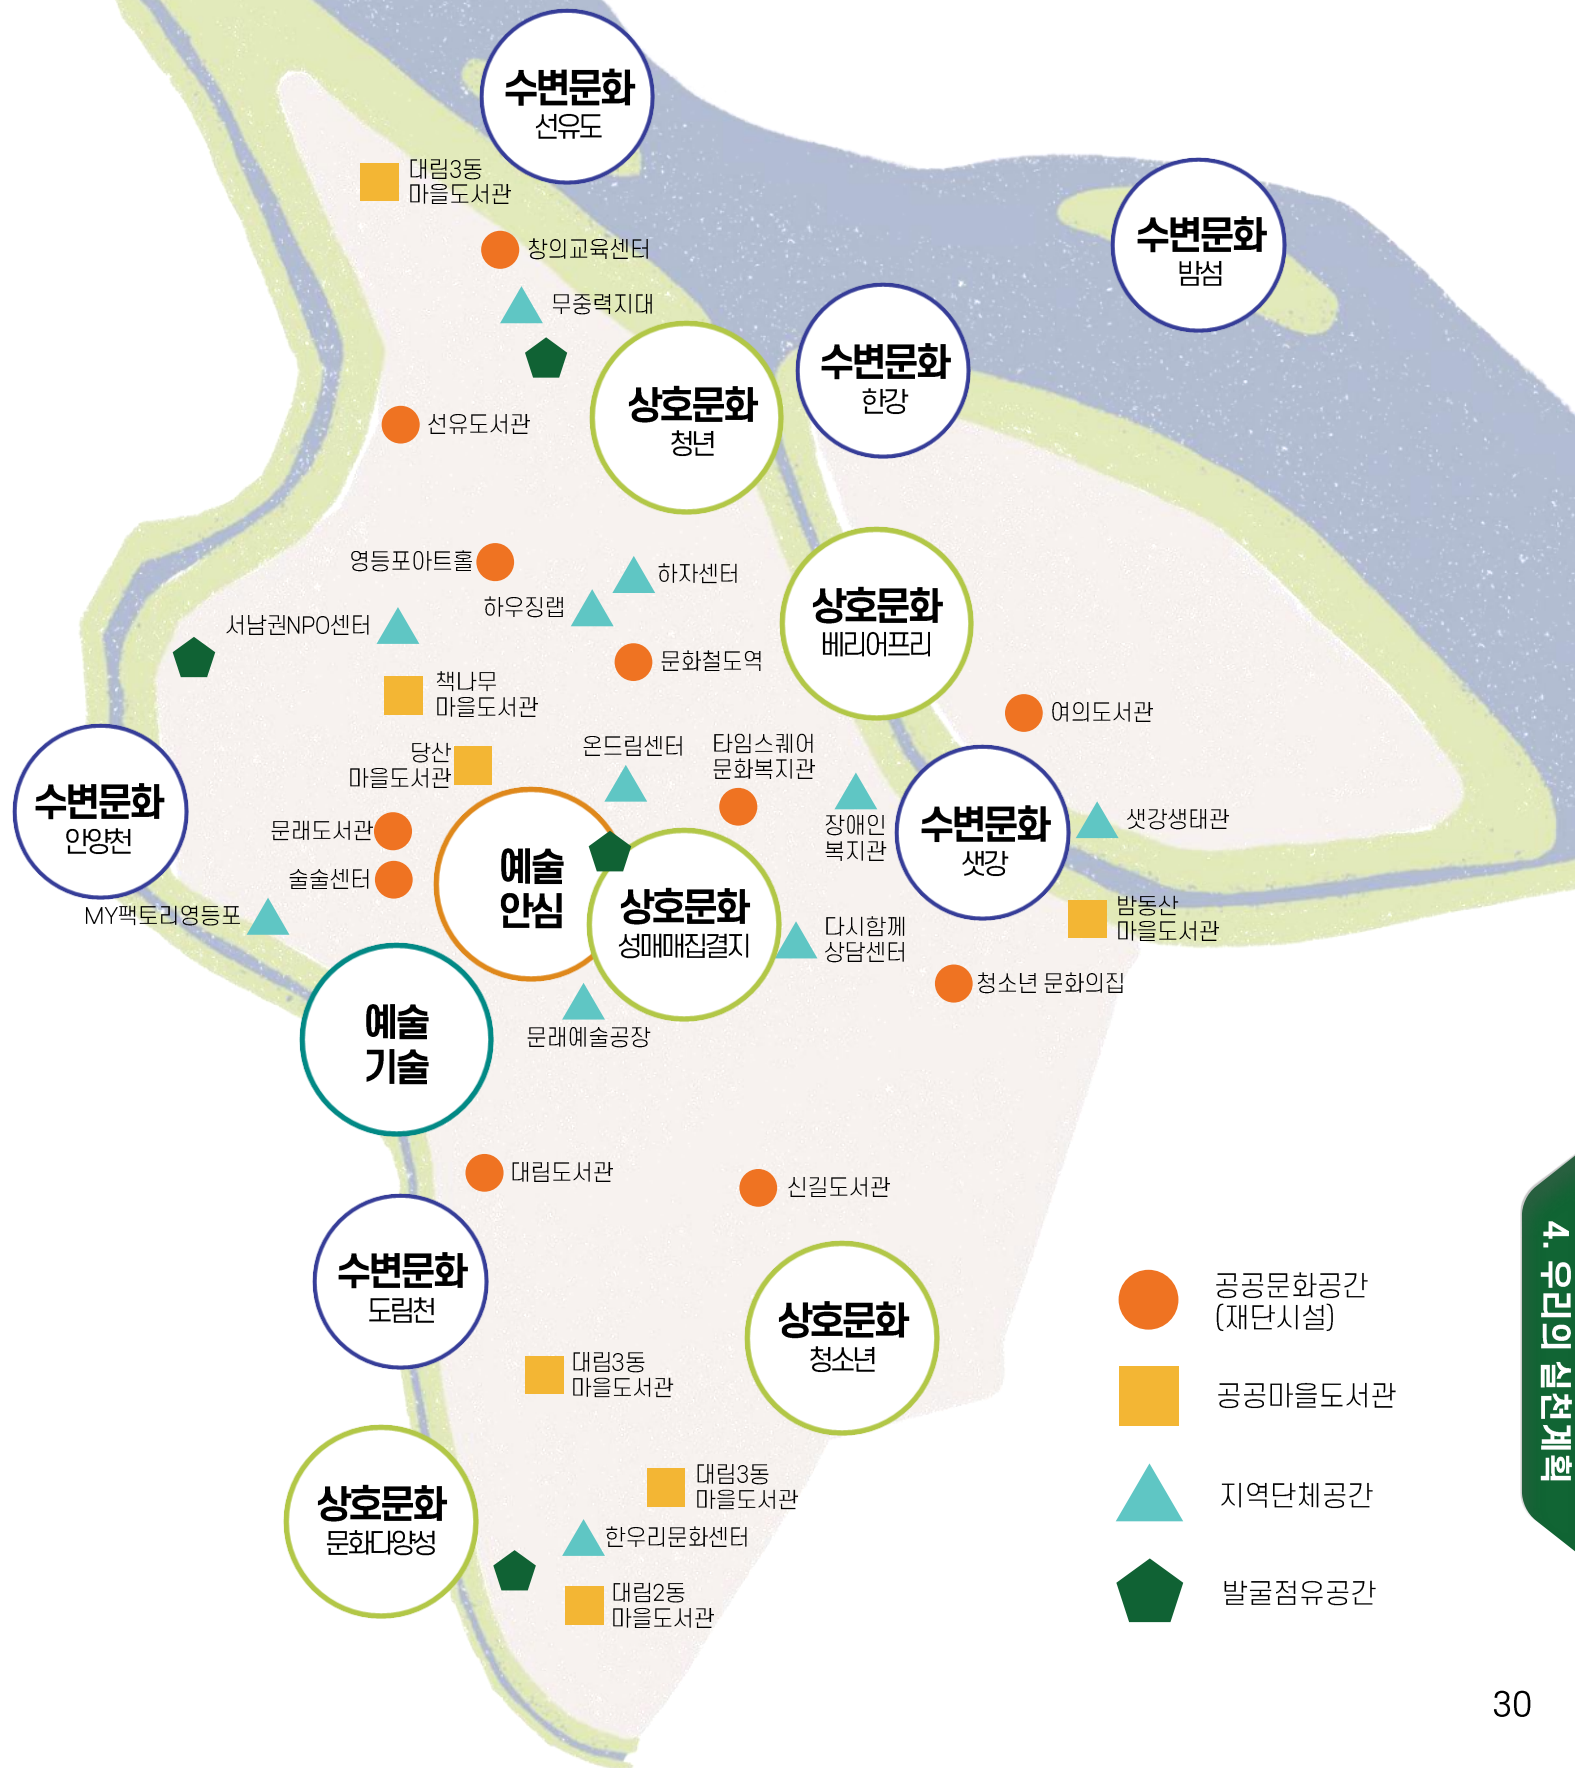 수변문화
선유도
대림3동
마을도서관
수변문화
밤섬
창의교육센터
무중력지대
수변문화
한강
상호문화
청년
선유도서관
영등포아트홀
하자센터
하우징랩
상호문화
베리어프리
서남권NPO센터
문화철도역
책나무
마을도서관
여의도서관
당산
마을도서관
온드림센터
타임스퀘어
문화복지관
수변문화
안양천
문래도서관
장애인
복지관
수변문화
샛강
샛강생태관
술술센터
예술
안심
상호문화
성매매집결지
MY팩토리영등포
밤동산
마을도서관
다시함께
상담센터
청소년 문화의집
예술
기술
문래예술공장
대림도서관
신길도서관
수변문화
도림천
상호문화
청소년
대림3동
마을도서관
상호문화
문화다양성
대림3동
마을도서관
한우리문화센터
대림2동
마을도서관
공공문화공간
(재단시설)
공공마을도서관
지역단체공간
발굴점유공간
4. 우리의 실천계획
30